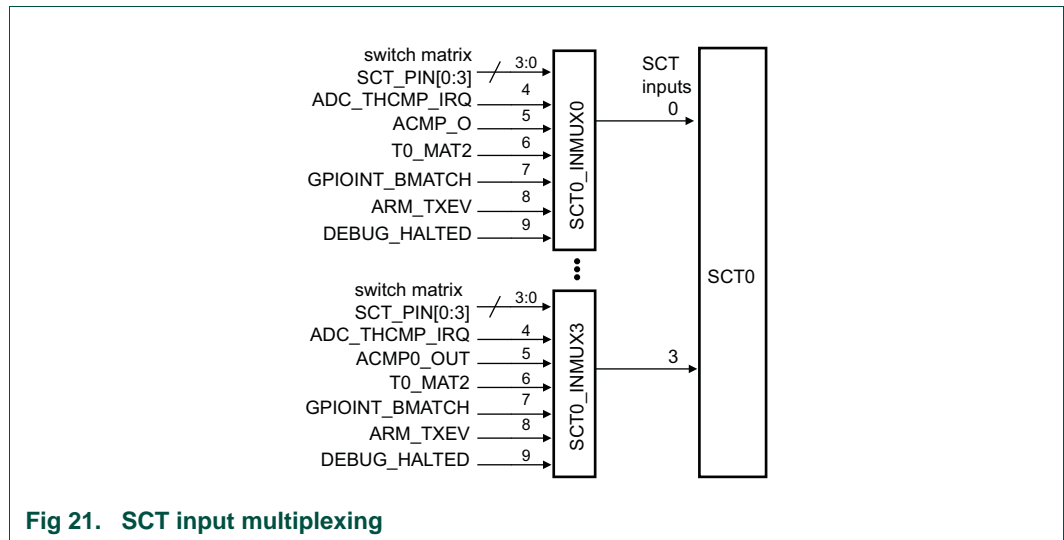 switch matrix
SCT_PIN[0:3]
3:0
ADC_THCMP_IRQ
4
ACMP_O
5
T0_MAT2
6
GPIOINT_BMATCH
7
ARM_TXEV
8
DEBUG_HALTED
9
SCT0_INMUX0
SCT
inputs
0
switch matrix
SCT_PIN[0:3]
3:0
ADC_THCMP_IRQ
4
ACMP0_OUT
5
T0_MAT2
6
GPIOINT_BMATCH
7
ARM_TXEV
8
DEBUG_HALTED
9
SCT0_INMUX3
3
SCT0
Fig 21. SCT input multiplexing